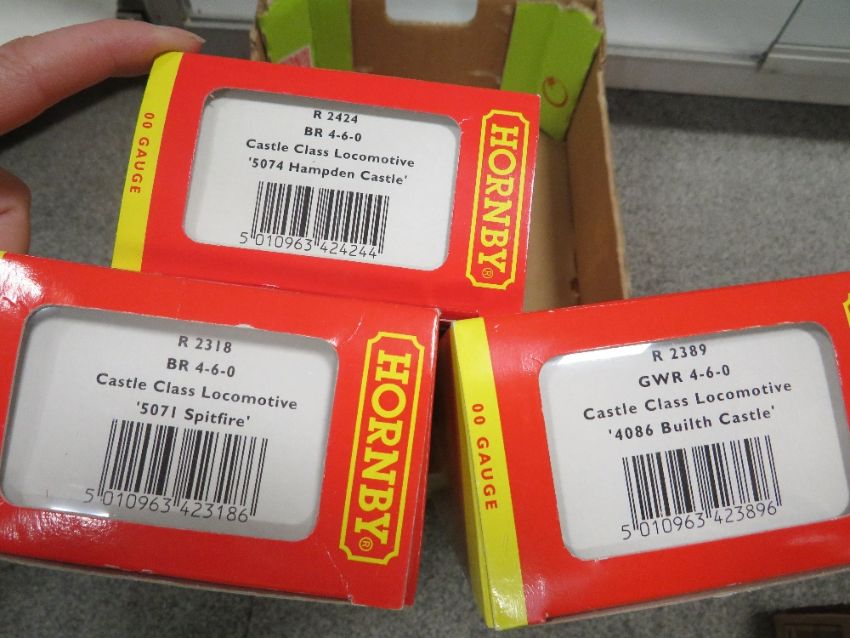 OO GAUGE
R 2424
BR 4-6-0
Castle Class Locomotive
'5074 Hampden Castle'
5 010963 424244
HORNBY®
R 2318
BR 4-6-0
Castle Class Locomotive
'5071 Spitfire'
5 010963 423186
HORNBY®
OO GAUGE
R 2389
GWR 4-6-0
Castle Class Locomotive
'4086 Builth Castle'
5 010963 423896